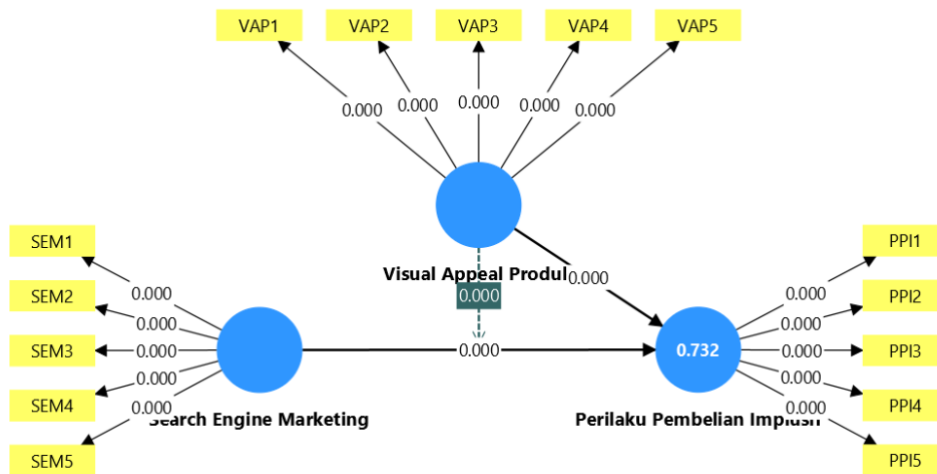 VAP1 VAP2 VAP3 VAP4 VAP5
0.000 0.000 0.000 0.000 0.000
Visual Appeal
0.000
0.000
SEM1
SEM2
SEM3
SEM4
SEM5
0.000
0.000
0.000
0.000
0.000
Search Engine Marketing
0.000
0.732
Perilaku Pembelian
0.000
0.000
0.000
0.000
0.000
PPI1
PPI2
PPI3
PPI4
PPI5